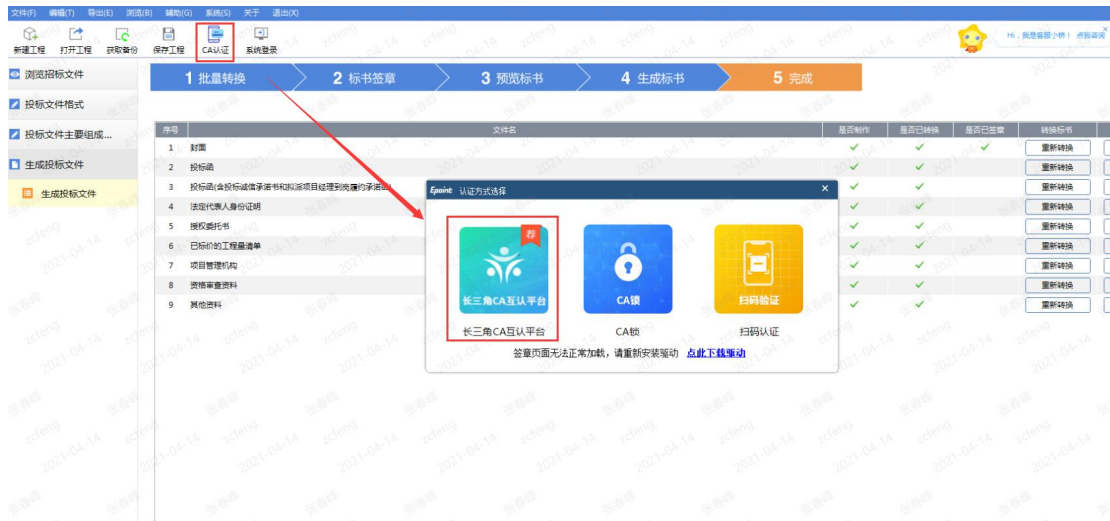 文件(F) 编辑(T) 导出(E) 浏览(B) 辅助(G) 系统(S) 关于 退出(X)
新建工程 打开工程 获取备份 保存工程 CA认证 系统登录
Hi，我是客服小桥！ 点我咨询
浏览招标文件
投标文件格式
投标文件主要组成...
生成投标文件
生成投标文件
1 批量转换 2 标书签章 3 预览标书 4 生成标书 5 完成
序号 文件名 是否制作 是否已转换 是否已签章 转换标书
1 封面 重新转换
2 投标函 重新转换
3 投标函(含投标诚信承诺书和拟派项目经理到岗履约承诺函) 重新转换
4 法定代表人身份证明 重新转换
5 授权委托书 重新转换
6 已标价的工程量清单 重新转换
7 项目管理机构 重新转换
8 资格审查资料 重新转换
9 其他资料 重新转换
Epoint 认证方式选择
荐
长三角CA互认平台 CA锁 扫码验证
长三角CA互认平台 CA锁 扫码认证
签章页面无法正常加载，请重新安装驱动 点此下载驱动
张春峰
zcfeng
2021-04-14